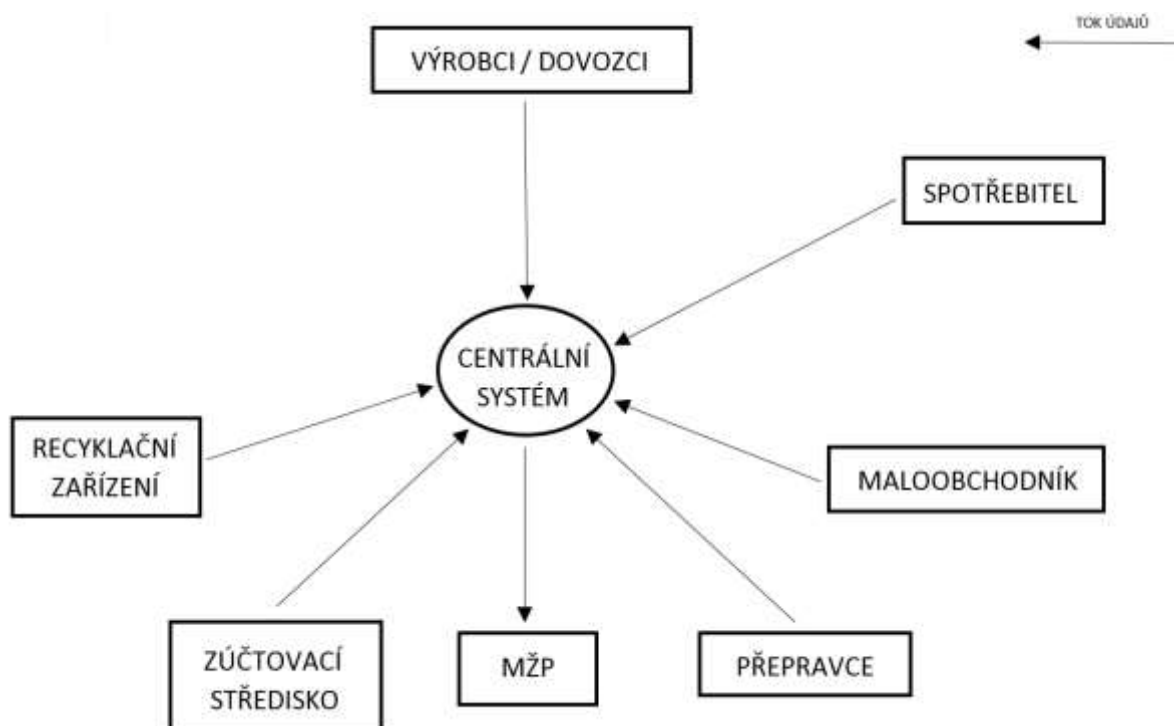 TOK ÚDAJŮ
VÝROBCI / DOVOZCI
SPOTŘEBITEL
CENTRÁLNÍ
SYSTÉM
RECYKLAČNÍ
ZAŘÍZENÍ
MALOOBCHODNÍK
ZÚČTOVACÍ
STŘEDISKO
MŽP
PŘEPRAVCE